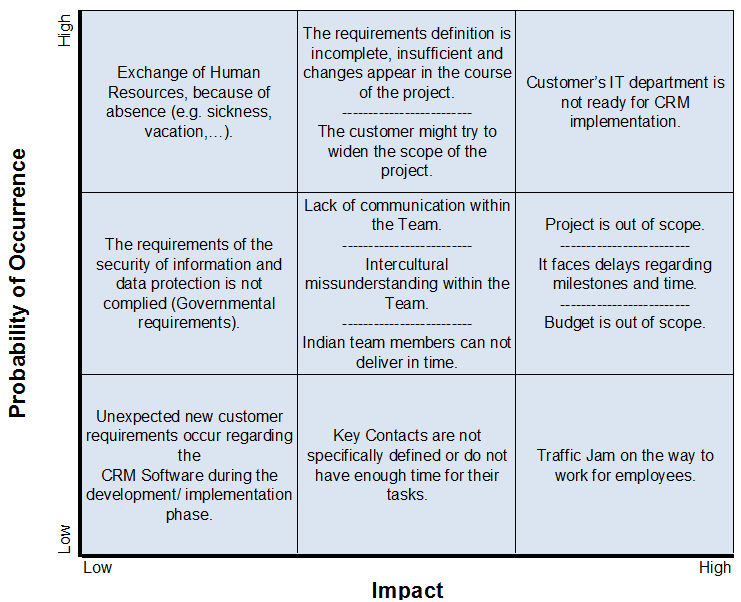 High
Exchange of Human
Resources, because of
absence (e.g. sickness,
vacation,…).
The requirements definition is
incomplete, insufficient and
changes appear in the course
of the project.
-------------------------
The customer might try to
widen the scope of the
project.
Customer’s IT department is
not ready for CRM
implementation.
Probability of Occurrence
The requirements of the
security of information and
data protection is not
complied (Governmental
requirements).
Lack of communication within
the Team.
-------------------------
Intercultural
missunderstanding within the
Team.
-------------------------
Indian team members can not
deliver in time.
Project is out of scope.
-------------------------
It faces delays regarding
milestones and time.
-------------------------
Budget is out of scope.
Unexpected new customer
requirements occur regarding
the
CRM Software during the
development/ implementation
phase.
Key Contacts are not
specifically defined or do not
have enough time for their
tasks.
Traffic Jam on the way to
work for employees.
Low
Low
High
Impact